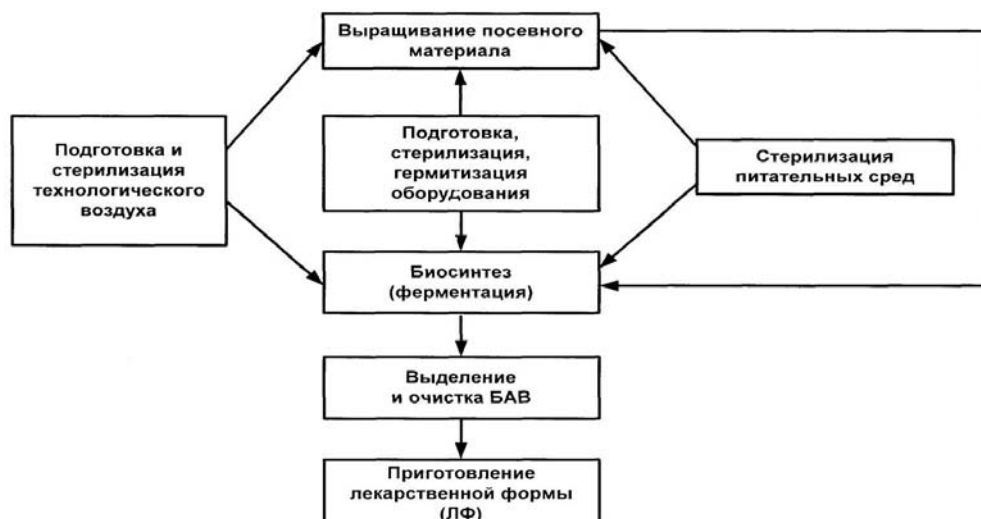 Выращивание посевного
материала
Подготовка и
стерилизация
технологического
воздуха
Подготовка,
стерилизация,
гермитизация
оборудования
Стерилизация
питательных сред
Биосинтез
(ферментация)
Выделение
и очистка БАВ
Приготовление
лекарственной формы
(ЛФ)